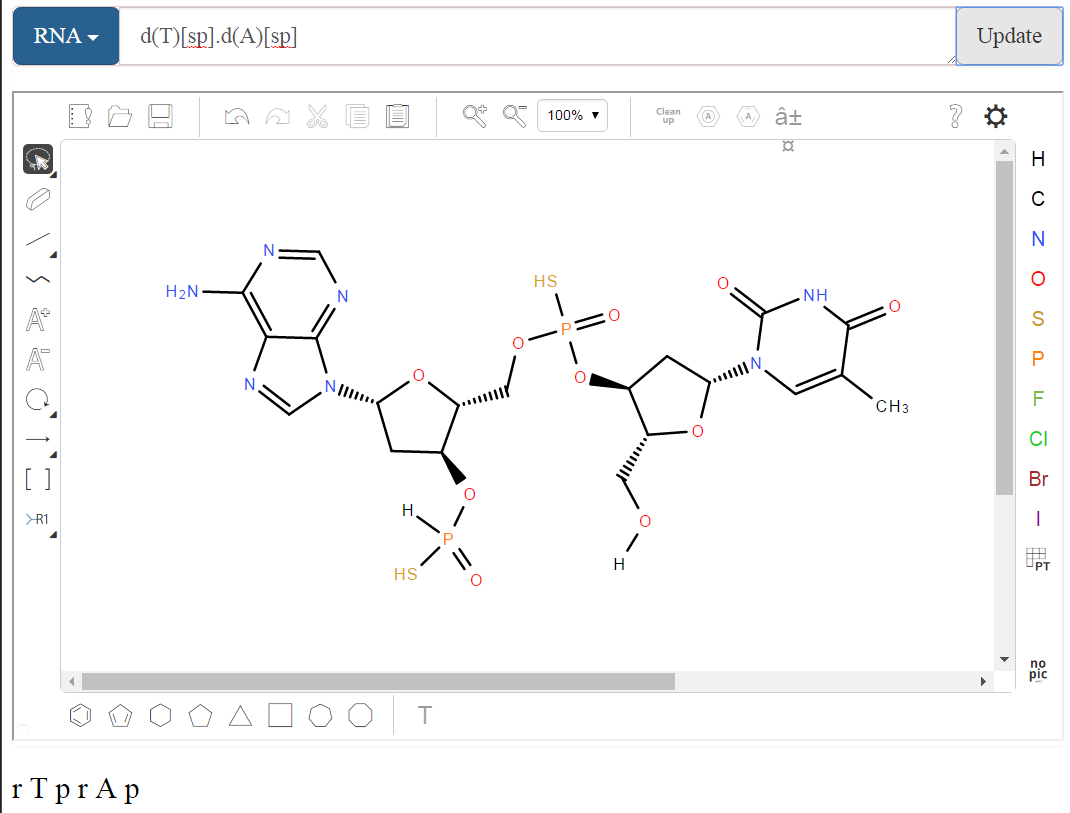 RNA d(T)[sp].d(A)[sp] Update
100% Clean up A A â±
¤
H
C
N
O
S
P
F
Cl
Br
I
PT
no
pic
A+
A-
[ ]
R1
N
N
H₂N
N
N
O
HS
P
O
O
O
O
NH
O
N
CH3
O
O
H
O
H
P
HS
O
T
r T p r A p